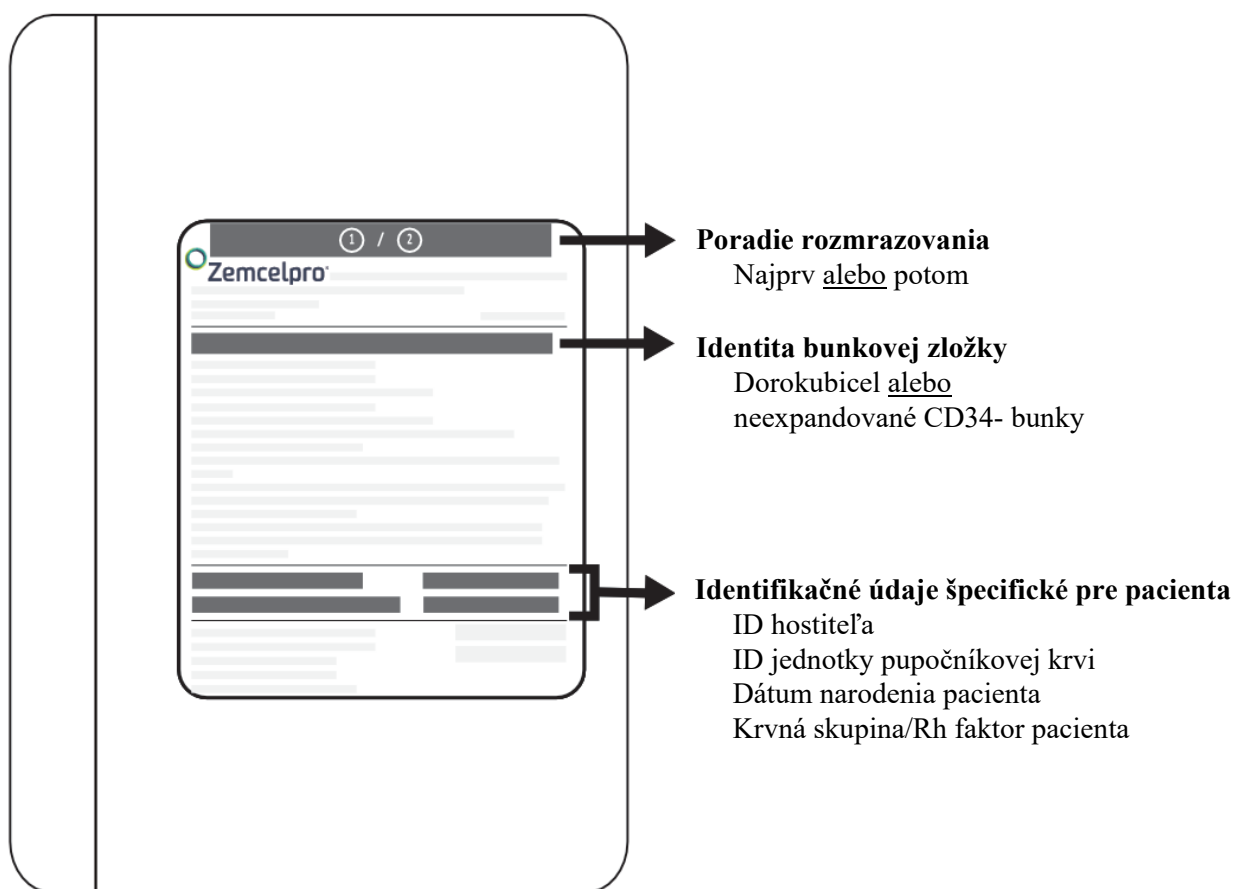 1 / 2
Zemcelpro
Poradie rozmrazovania
Najprv alebo potom
Identita bunkovej zložky
Dorokubicel alebo
neexpandované CD34- bunky
Identifikačné údaje špecifické pre pacienta
ID hostiteľa
ID jednotky pupočníkovej krvi
Dátum narodenia pacienta
Krvná skupina/Rh faktor pacienta